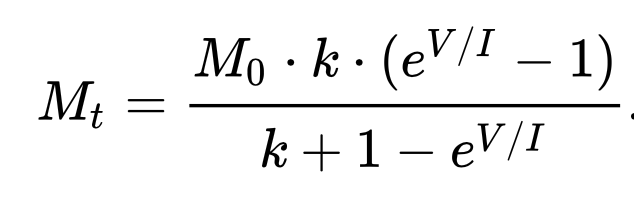 M_t = \frac{M_0 \cdot k \cdot (e^{V/I} - 1)}{k + 1 - e^{V/I}}.